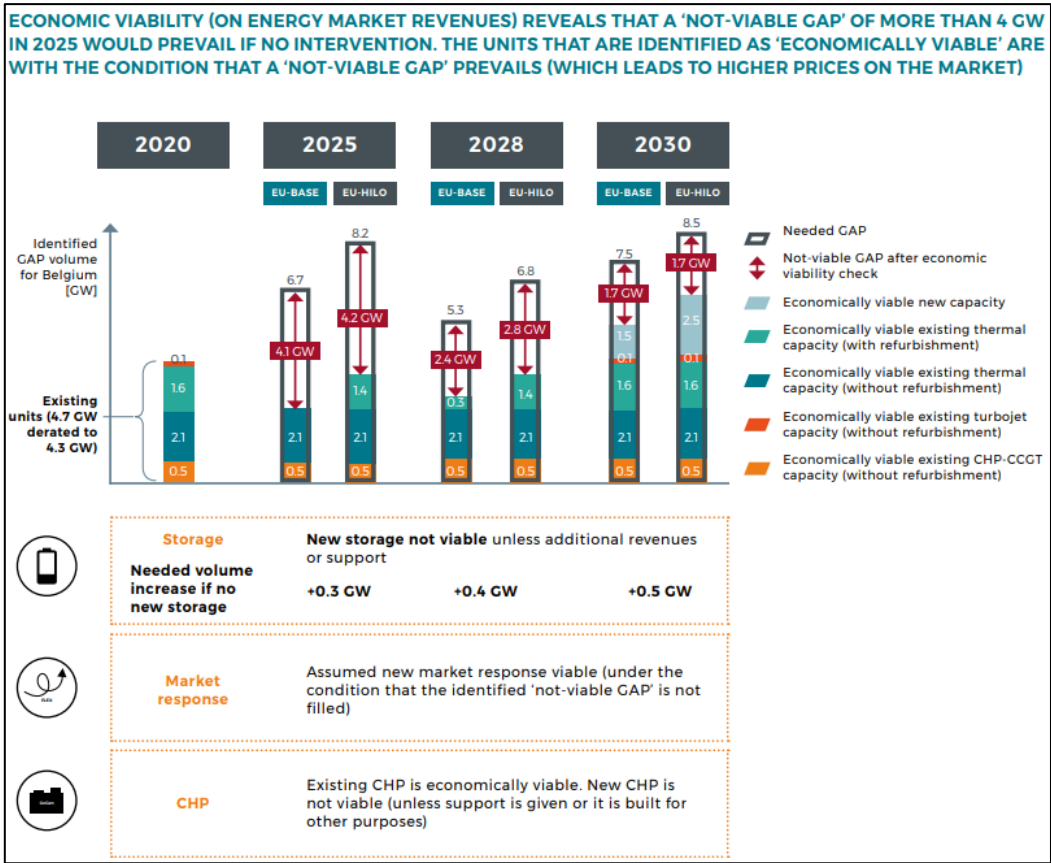 ECONOMIC VIABILITY (ON ENERGY MARKET REVENUES) REVEALS THAT A ‘NOT-VIABLE GAP’ OF MORE THAN 4 GW
IN 2025 WOULD PREVAIL IF NO INTERVENTION. THE UNITS THAT ARE IDENTIFIED AS ‘ECONOMICALLY VIABLE’ ARE
WITH THE CONDITION THAT A ‘NOT-VIABLE GAP’ PREVAILS (WHICH LEADS TO HIGHER PRICES ON THE MARKET)
2020
2025
2028
2030
EU-BASE
EU-HILO
EU-BASE
EU-HILO
EU-BASE
EU-HILO
Identified
GAP volume
for Belgium
[GW]
Existing
units (4.7 GW
derated to
4.3 GW)
0.1
1.6
2.1
0.5
6.7
4.1 GW
2.1
0.5
8.2
4.2 GW
1.4
2.1
0.5
5.3
2.4 GW
0.3
2.1
0.5
6.8
2.8 GW
1.4
2.1
0.5
7.5
1.7 GW
1.5
0.1
1.6
2.1
0.5
8.5
1.7 GW
2.5
0.1
1.6
2.1
0.5
Needed GAP
Not-viable GAP after economic
viability check
Economically viable new capacity
Economically viable existing thermal
capacity (with refurbishment)
Economically viable existing thermal
capacity (without refurbishment)
Economically viable existing turbojet
capacity (without refurbishment)
Economically viable existing CHP-CCGT
capacity (without refurbishment)
Storage
Needed volume
increase if no
new storage
New storage not viable unless additional revenues
or support
+0.3 GW
+0.4 GW
+0.5 GW
Market
response
Assumed new market response viable (under the
condition that the identified ‘not-viable GAP’ is not
filled)
CHP
Existing CHP is economically viable. New CHP is
not viable (unless support is given or it is built for
other purposes)